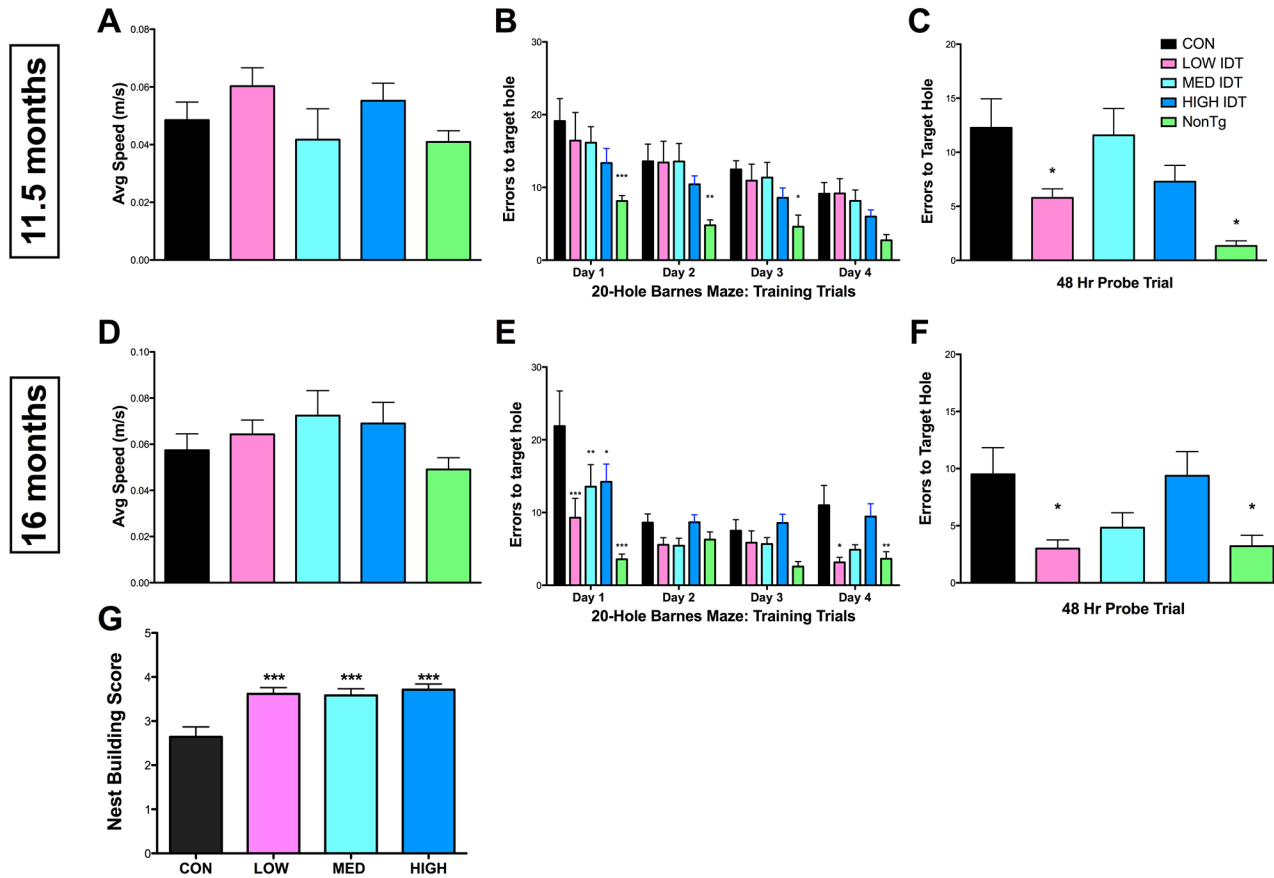 11.5 months
A
Avg Speed (m/s)
0.08
0.06
0.04
0.02
0.00
B
Errors to target hole
30
20
10
0
***
**
*
Day 1 Day 2 Day 3 Day 4
20-Hole Barnes Maze: Training Trials
C
Errors to Target Hole
20
15
10
5
0
CON
LOW IDT
MED IDT
HIGH IDT
NonTg
*
*
48 Hr Probe Trial
16 months
D
Avg Speed (m/s)
0.10
0.08
0.06
0.04
0.02
0.00
E
Errors to target hole
30
20
10
0
*** ** * ***
* **
Day 1 Day 2 Day 3 Day 4
20-Hole Barnes Maze: Training Trials
F
Errors to Target Hole
20
15
10
5
0
* *
48 Hr Probe Trial
G
Nest Building Score
5
4
3
2
1
0
*** *** ***
CON LOW MED HIGH